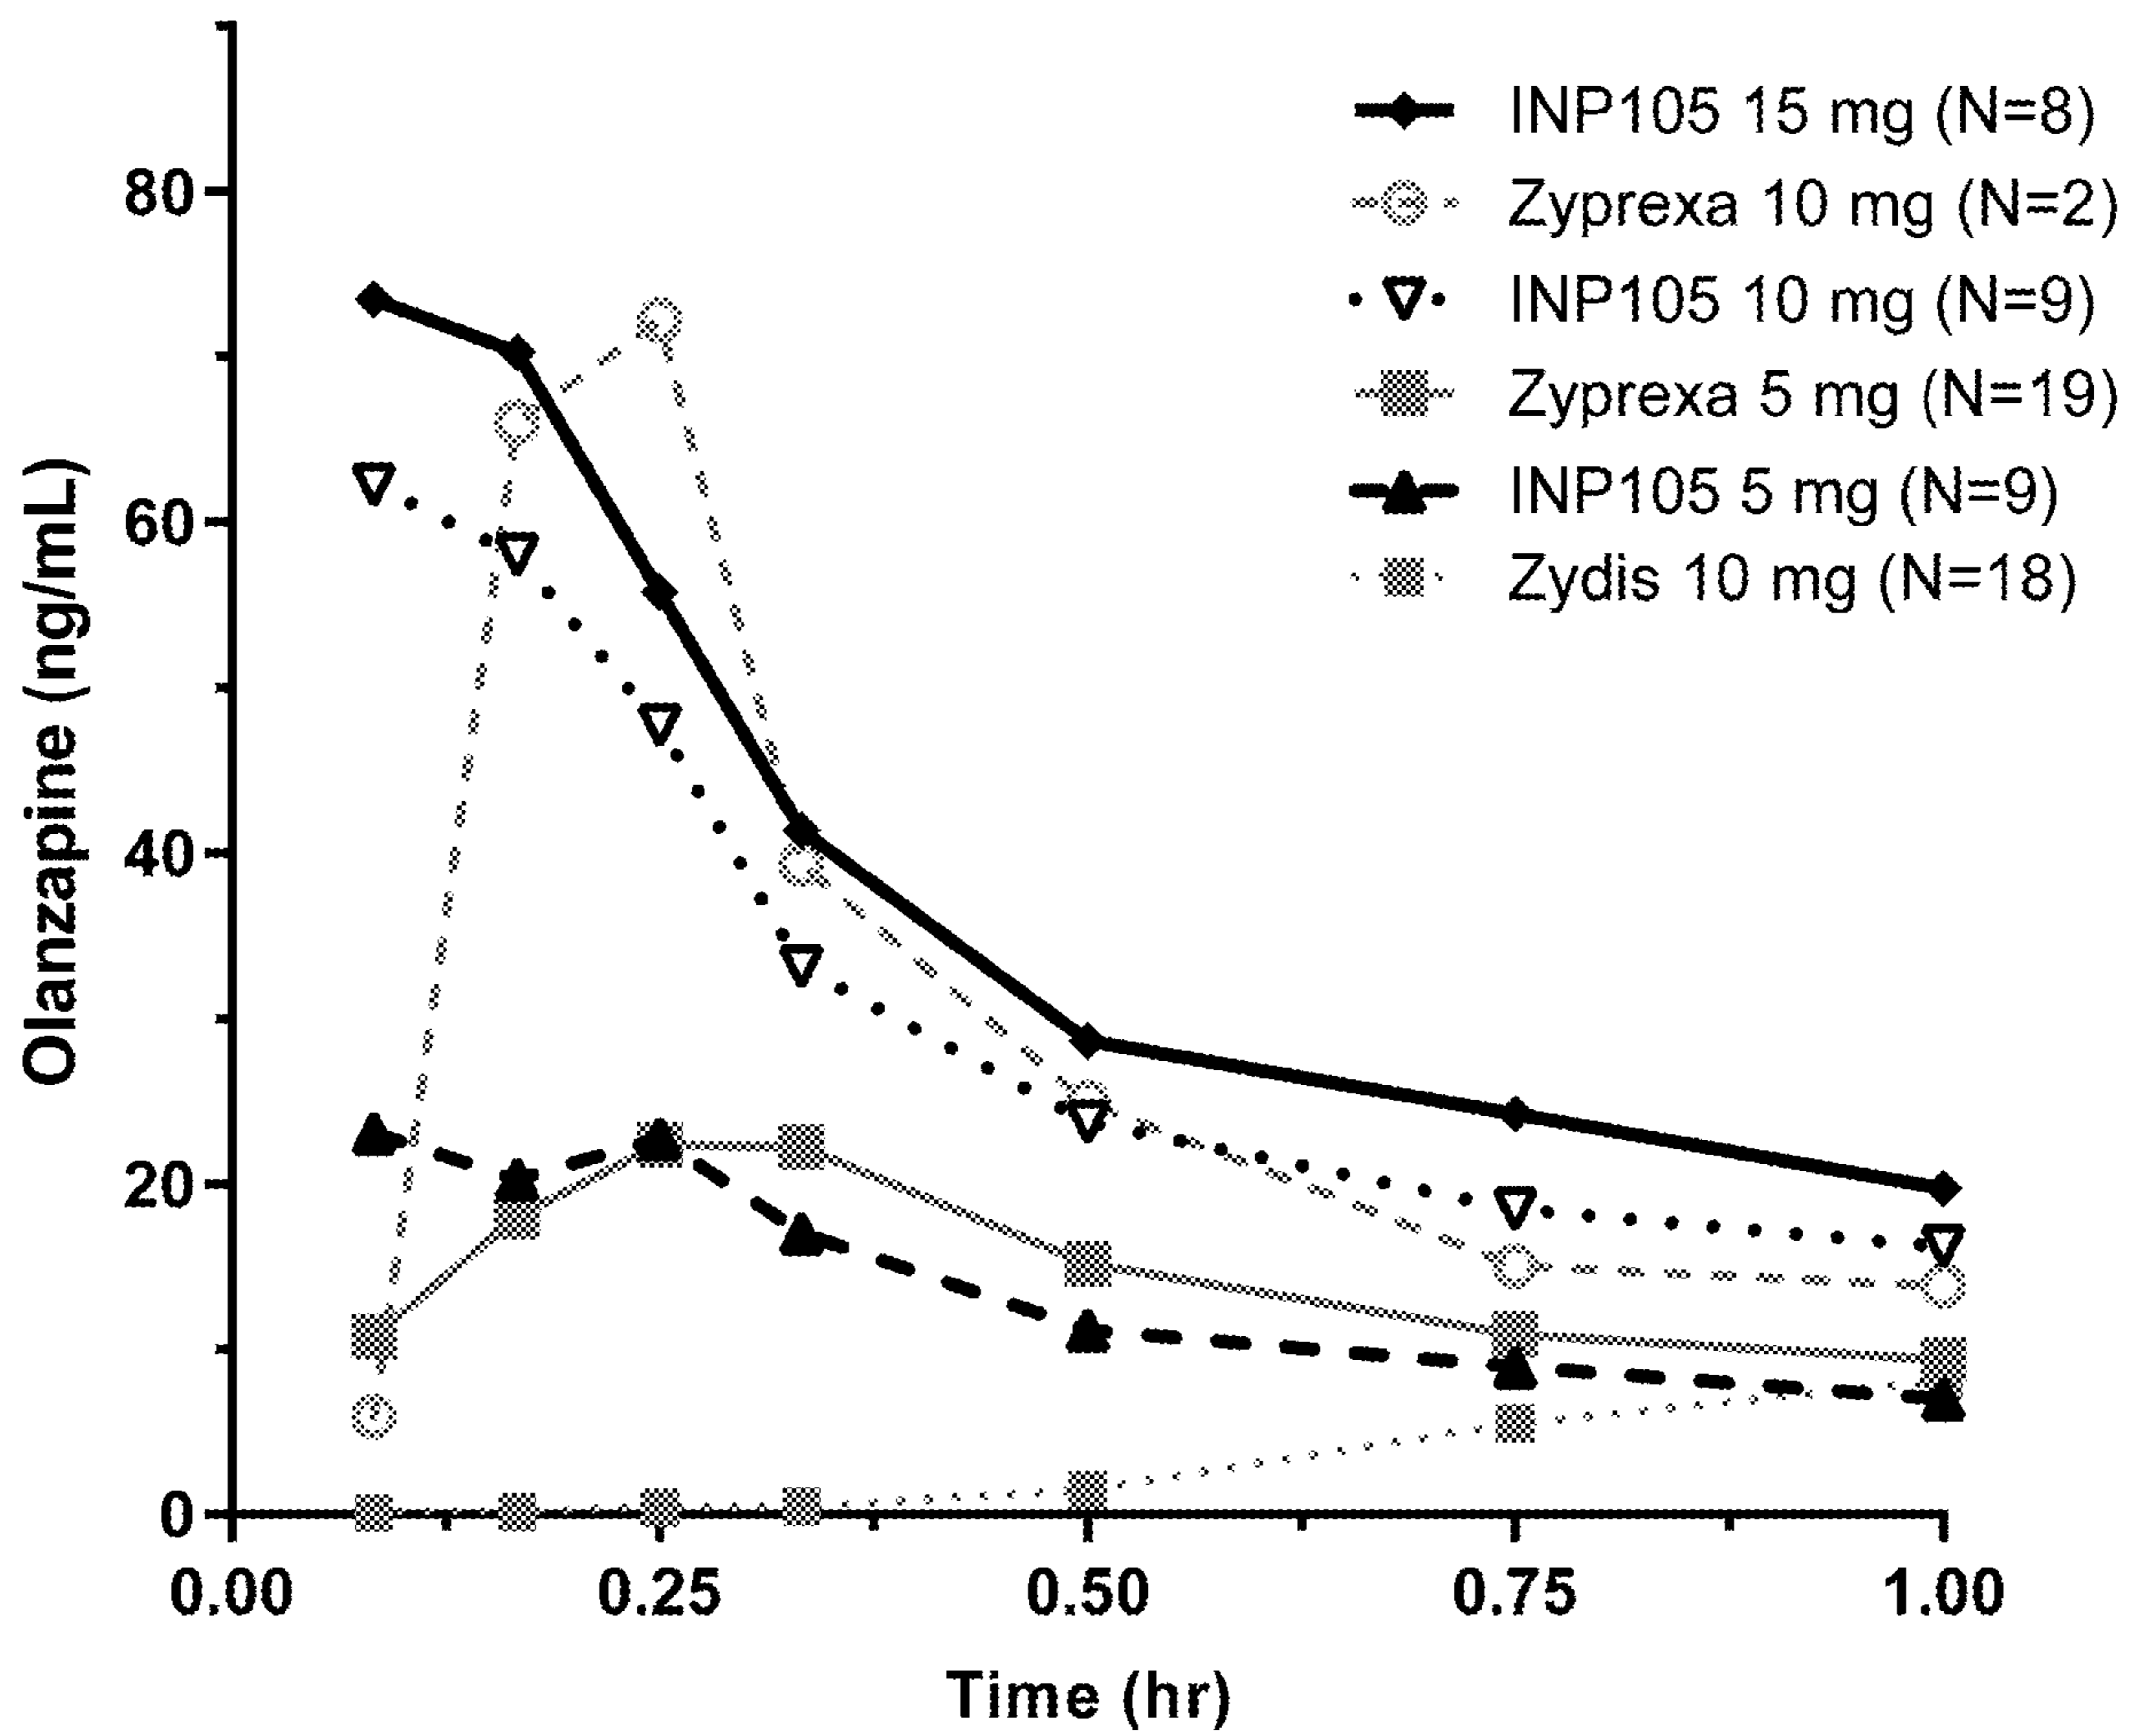 INP105 15 mg (N=8)
Zyprexa 10 mg (N=2)
INP105 10 mg (N=9)
Zyprexa 5 mg (N=19)
INP105 5 mg (N=9)
Zydis 10 mg (N=18)
Olanzapine (ng/mL)
80
60
40
20
0
0.00 0.25 0.50 0.75 1.00
Time (hr)